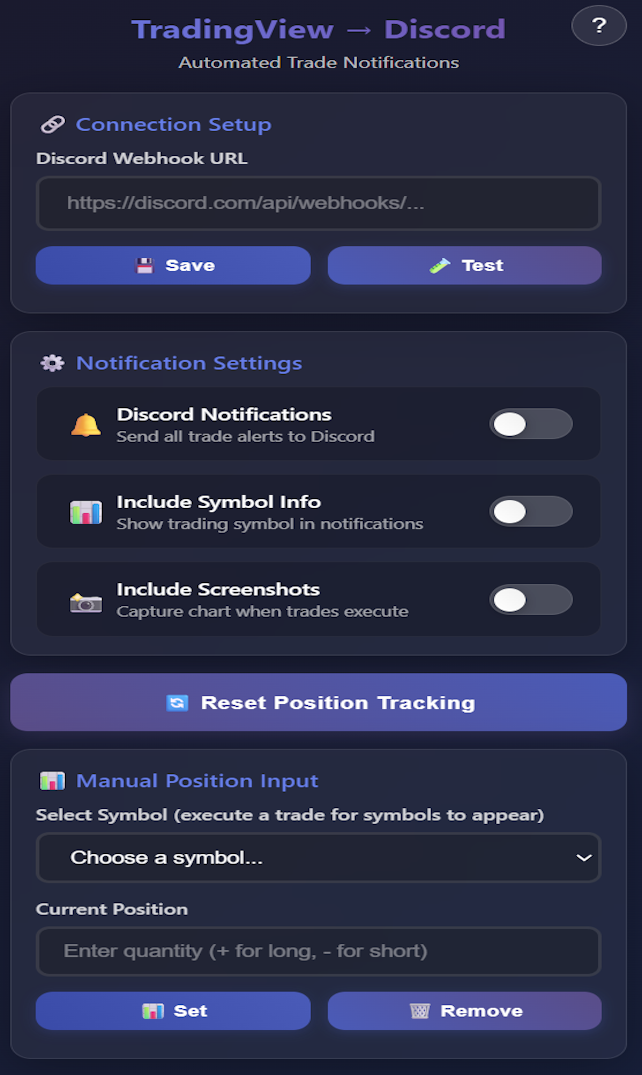 TradingView → Discord
?
Automated Trade Notifications
Connection Setup
Discord Webhook URL
https://discord.com/api/webhooks/...
Save
Test
Notification Settings
Discord Notifications
Send all trade alerts to Discord
Include Symbol Info
Show trading symbol in notifications
Include Screenshots
Capture chart when trades execute
Reset Position Tracking
Manual Position Input
Select Symbol (execute a trade for symbols to appear)
Choose a symbol...
Current Position
Enter quantity (+ for long, - for short)
Set
Remove